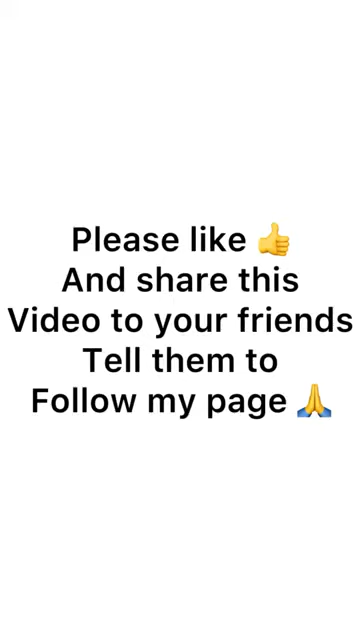 Please like 👍
And share this
Video to your friends
Tell them to
Follow my page 🙏